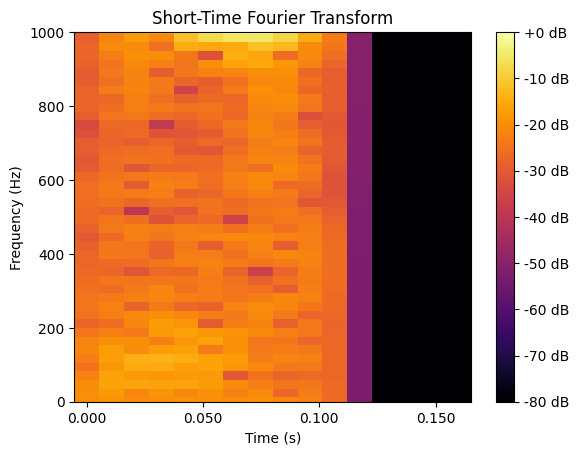 Short-Time Fourier Transform
1000
800
600
400
200
0
Frequency (Hz)
0.000
0.050
0.100
0.150
Time (s)
+0 dB
-10 dB
-20 dB
-30 dB
-40 dB
-50 dB
-60 dB
-70 dB
-80 dB